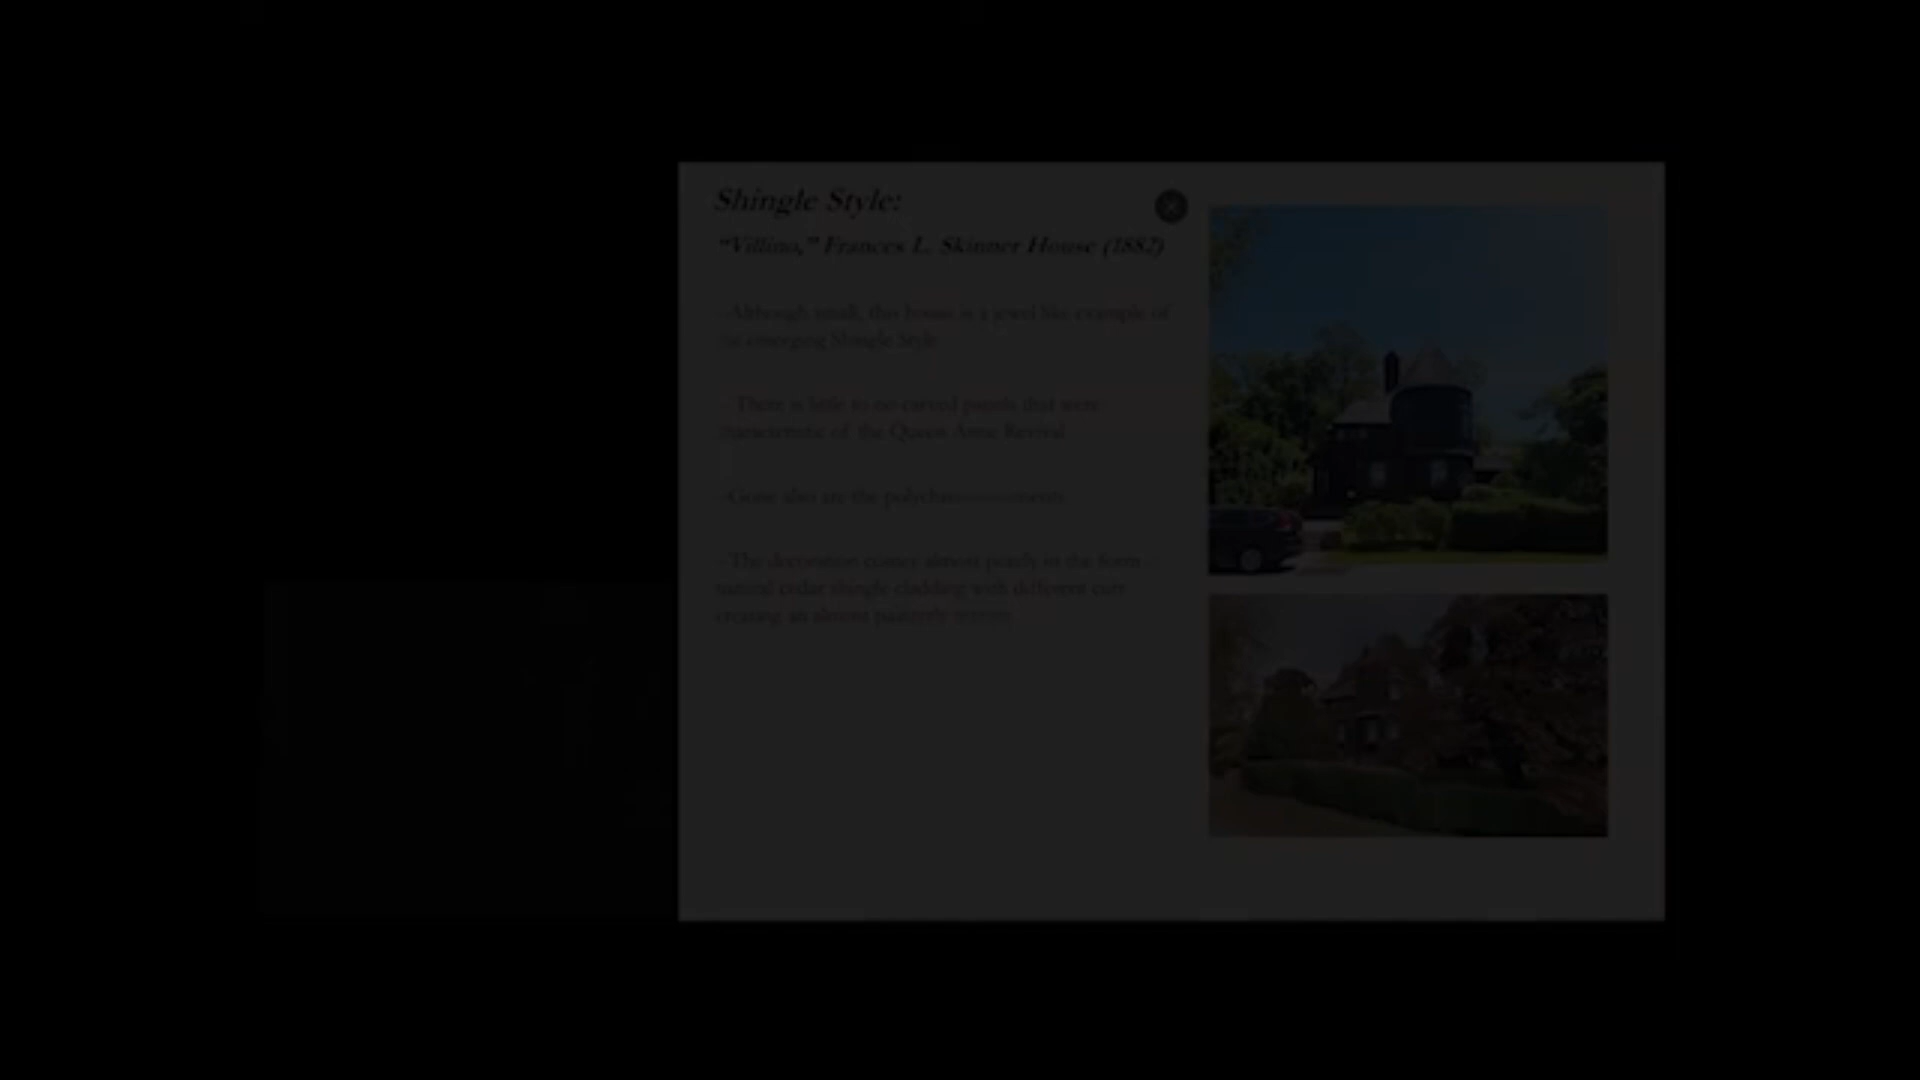 Shingle Style:
“Villino,” Frances L. Skinner House (1882)
- Although small, this house is a jewel like example of
the emerging Shingle Style
- There is little to no carved panels that were
characteristic of the Queen Anne Revival
- Gone also are the
- The decoration comes almost purely in the form -
natural cedar shingle cladding with different cuts
creating an almost painterly